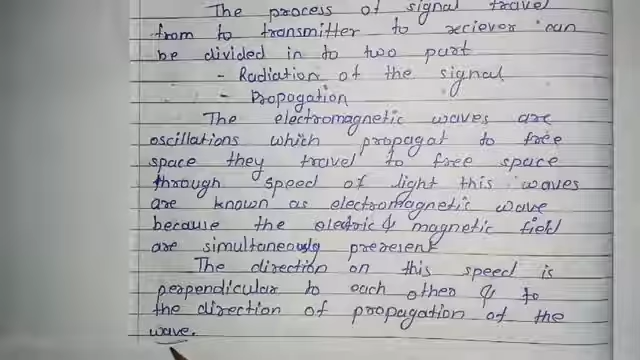 The process of signal travel
from to transmitter to reciever can
be divided in to two part
- Radiation of the signal
- Propagation
The electromagnetic waves are
oscillations which propagat to free
space they travel to free space
through speed of light this waves
are known as electromagnetic wave
because the electric & magnetic field
are simultaneously preresent
The direction on this speed is
perpendicular to each other & to
the direction of propagation of the
wave.